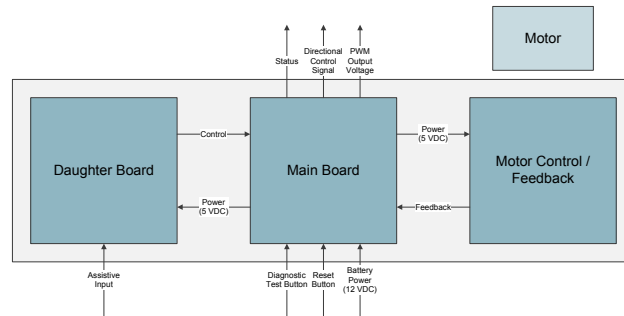 Motor
Status
Directional
Control
Signal
PWM
Output
Voltage
Daughter Board
Control
Power
(5 VDC)
Main Board
Power
(5 VDC)
Feedback
Motor Control /
Feedback
Assistive
Input
Diagnostic
Test Button
Reset
Button
Battery
Power
(12 VDC)